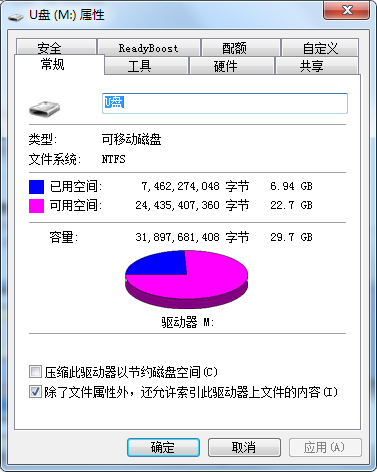 U盘 (M:) 属性
安全 ReadyBoost 配额 自定义
常规 工具 硬件 共享
U盘
类型: 可移动磁盘
文件系统: NTFS
已用空间: 7,462,274,048 字节 6.94 GB
可用空间: 24,435,407,360 字节 22.7 GB
容量: 31,897,681,408 字节 29.7 GB
驱动器 M:
压缩此驱动器以节约磁盘空间(C)
除了文件属性外，还允许索引此驱动器上文件的内容(I)
确定 取消 应用(A)